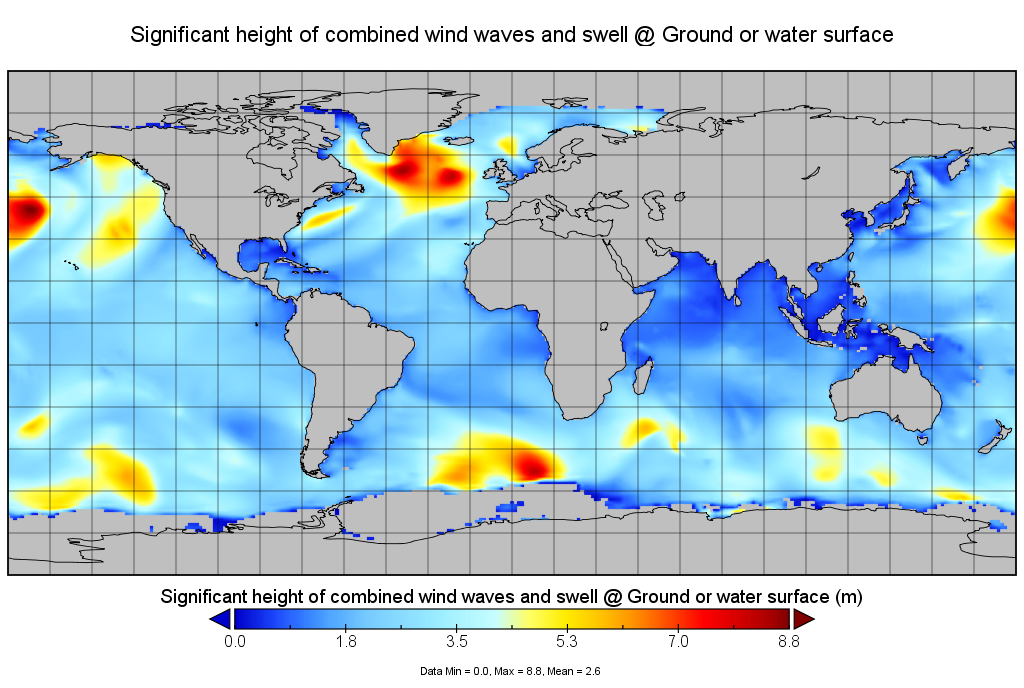 Significant height of combined wind waves and swell @ Ground or water surface
Significant height of combined wind waves and swell @ Ground or water surface (m)
0.0 1.8 3.5 5.3 7.0 8.8
Data Min = 0.0, Max = 8.8, Mean = 2.6